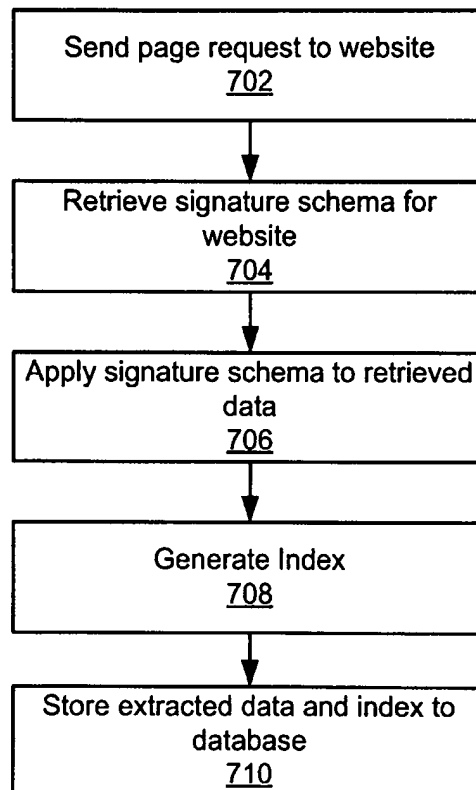 Send page request to website
702
Retrieve signature schema for
website
704
Apply signature schema to retrieved
data
706
Generate Index
708
Store extracted data and index to
database
710